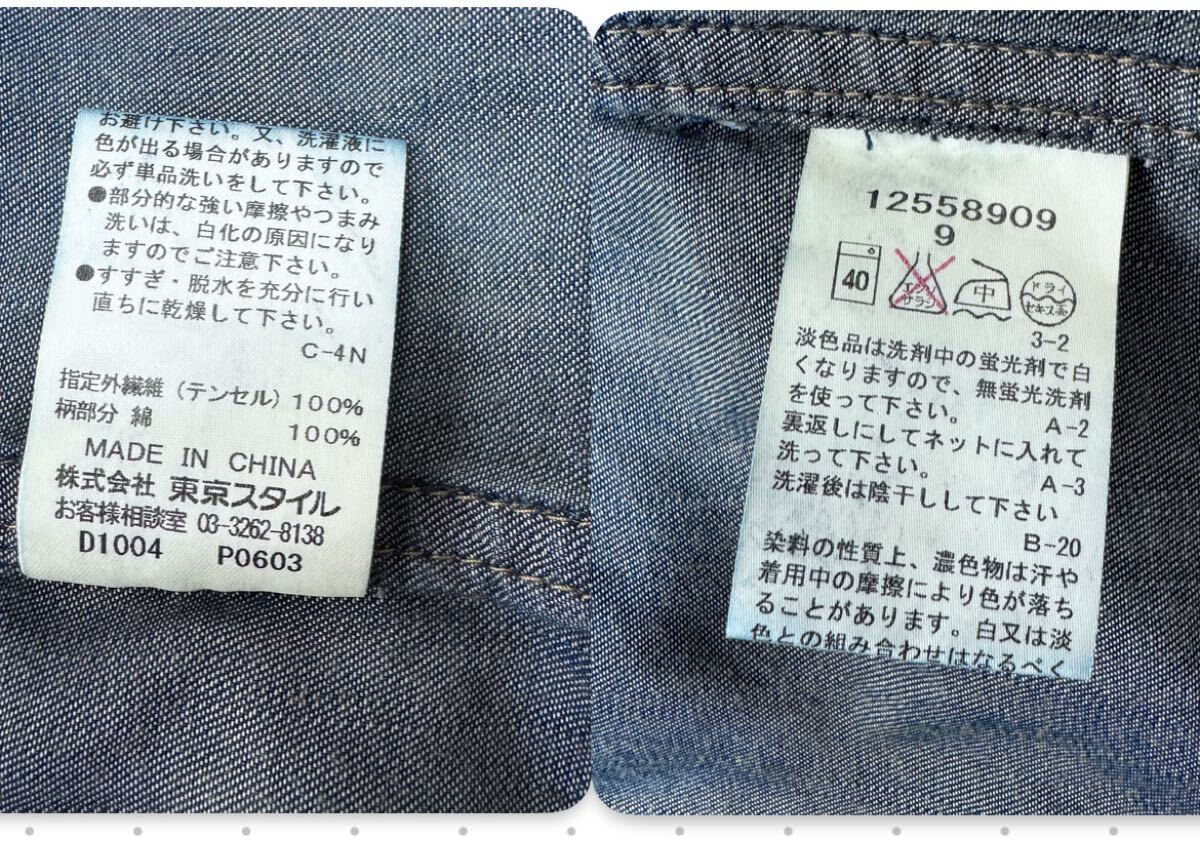 お避け下さい。又、洗濯液に
色が出る場合がありますので
必ず単品洗いをして下さい。
●部分的な強い摩擦やつまみ
洗いは、白化の原因になり
ますのでご注意下さい。
●すすぎ・脱水を充分に行い
直ちに乾燥して下さい。
C-4N
指定外繊維（テンセル）100%
柄部分 綿
100%
MADE IN CHINA
株式会社 東京スタイル
お客様相談室 03-3262-8138
D1004 P0603
12558909
9
40
エンソ
サラシ
中
ドライ
セキユ系
3-2
淡色品は洗剤中の蛍光剤で白
くなりますので、無蛍光洗剤
を使って下さい。
A-2
裏返しにしてネットに入れて
洗って下さい。
A-3
洗濯後は陰干しして下さい
B-20
染料の性質上、濃色物は汗や
着用中の摩擦により色が落ち
ることがあります。白又は淡
色との組み合わせはなるべく